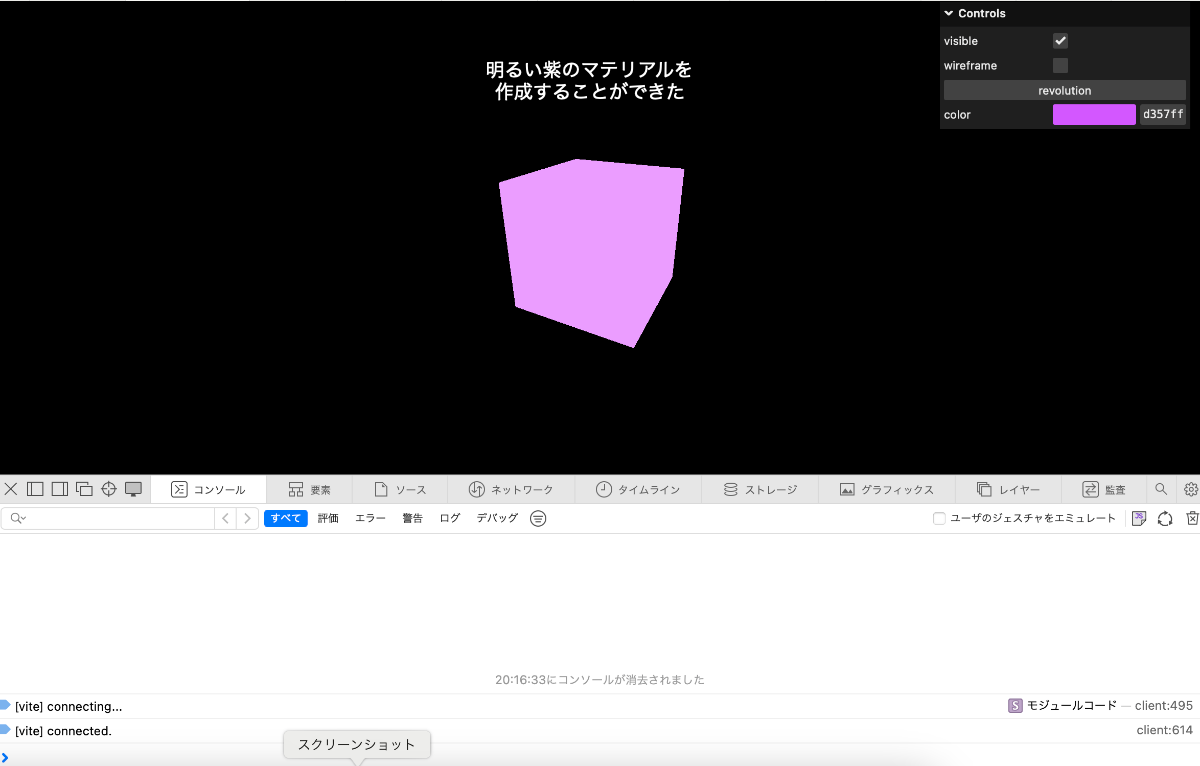 Controls
visible
wireframe
revolution
color d357ff
明るい紫のマテリアルを
作成することができた
コンソール 要素 ソース ネットワーク タイムライン ストレージ グラフィックス レイヤー 監査
すべて 評価 エラー 警告 ログ デバッグ ユーザのジェスチャをエミュレート
20:16:33にコンソールが消去されました
[vite] connecting... S モジュールコード — client:495
[vite] connected. client:614
スクリーンショット